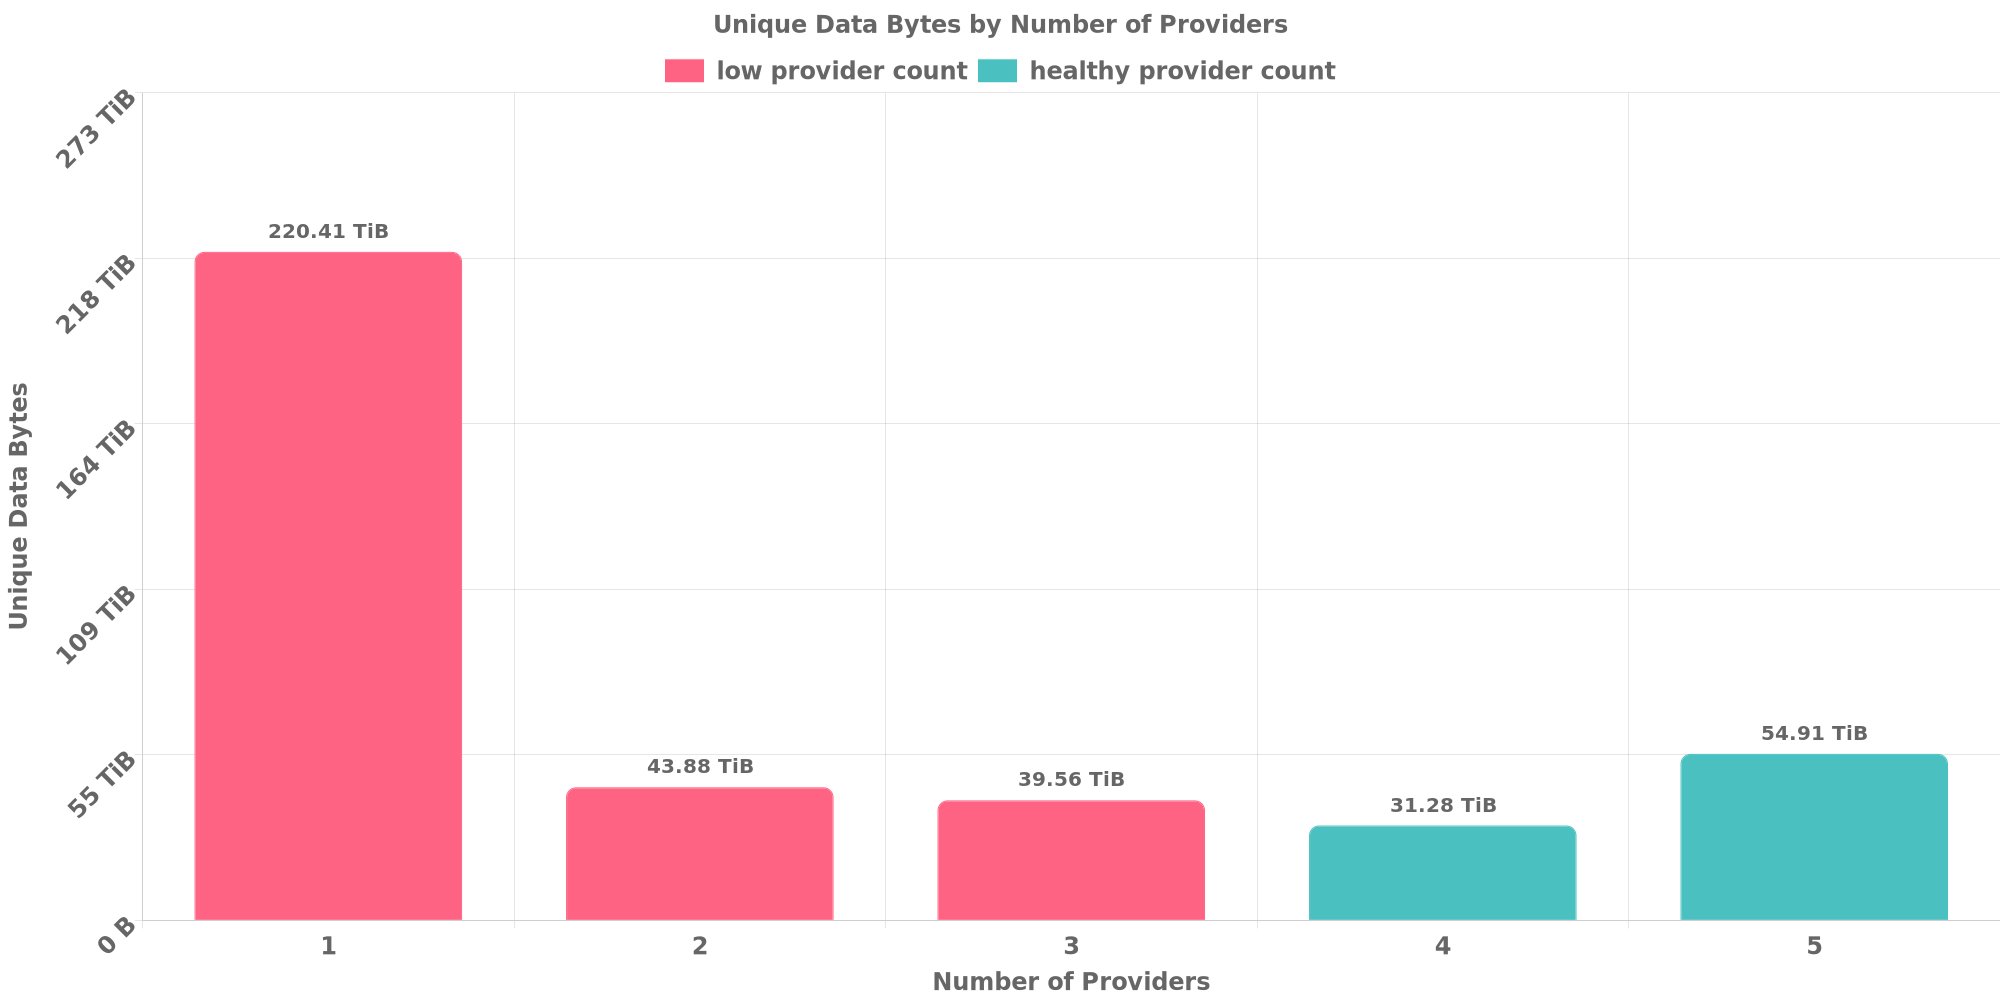 Unique Data Bytes by Number of Providers
low provider count healthy provider count
273 TiB
218 TiB
164 TiB
109 TiB
55 TiB
0 B
Unique Data Bytes
220.41 TiB
43.88 TiB
39.56 TiB
31.28 TiB
54.91 TiB
1 2 3 4 5
Number of Providers